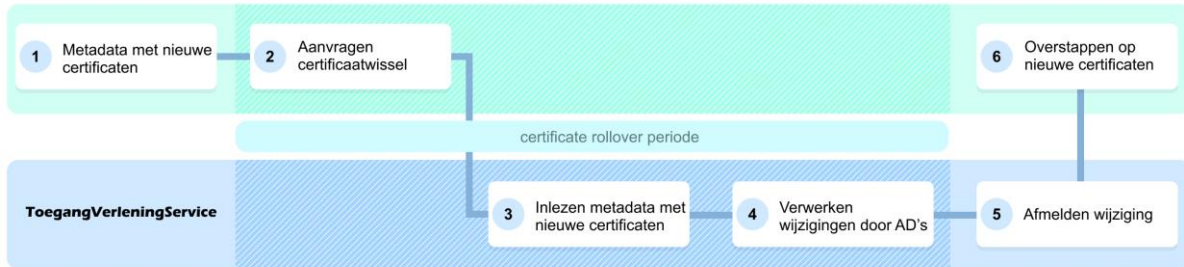 1
Metadata met nieuwe
certificaten
2
Aanvragen
certificaatwissel
6
Overstappen op
nieuwe certificaten
certificate rollover periode
ToegangVerleningService
3
Inlezen metadata met
nieuwe certificaten
4
Verwerken
wijzigingen door AD's
5
Afmelden wijziging